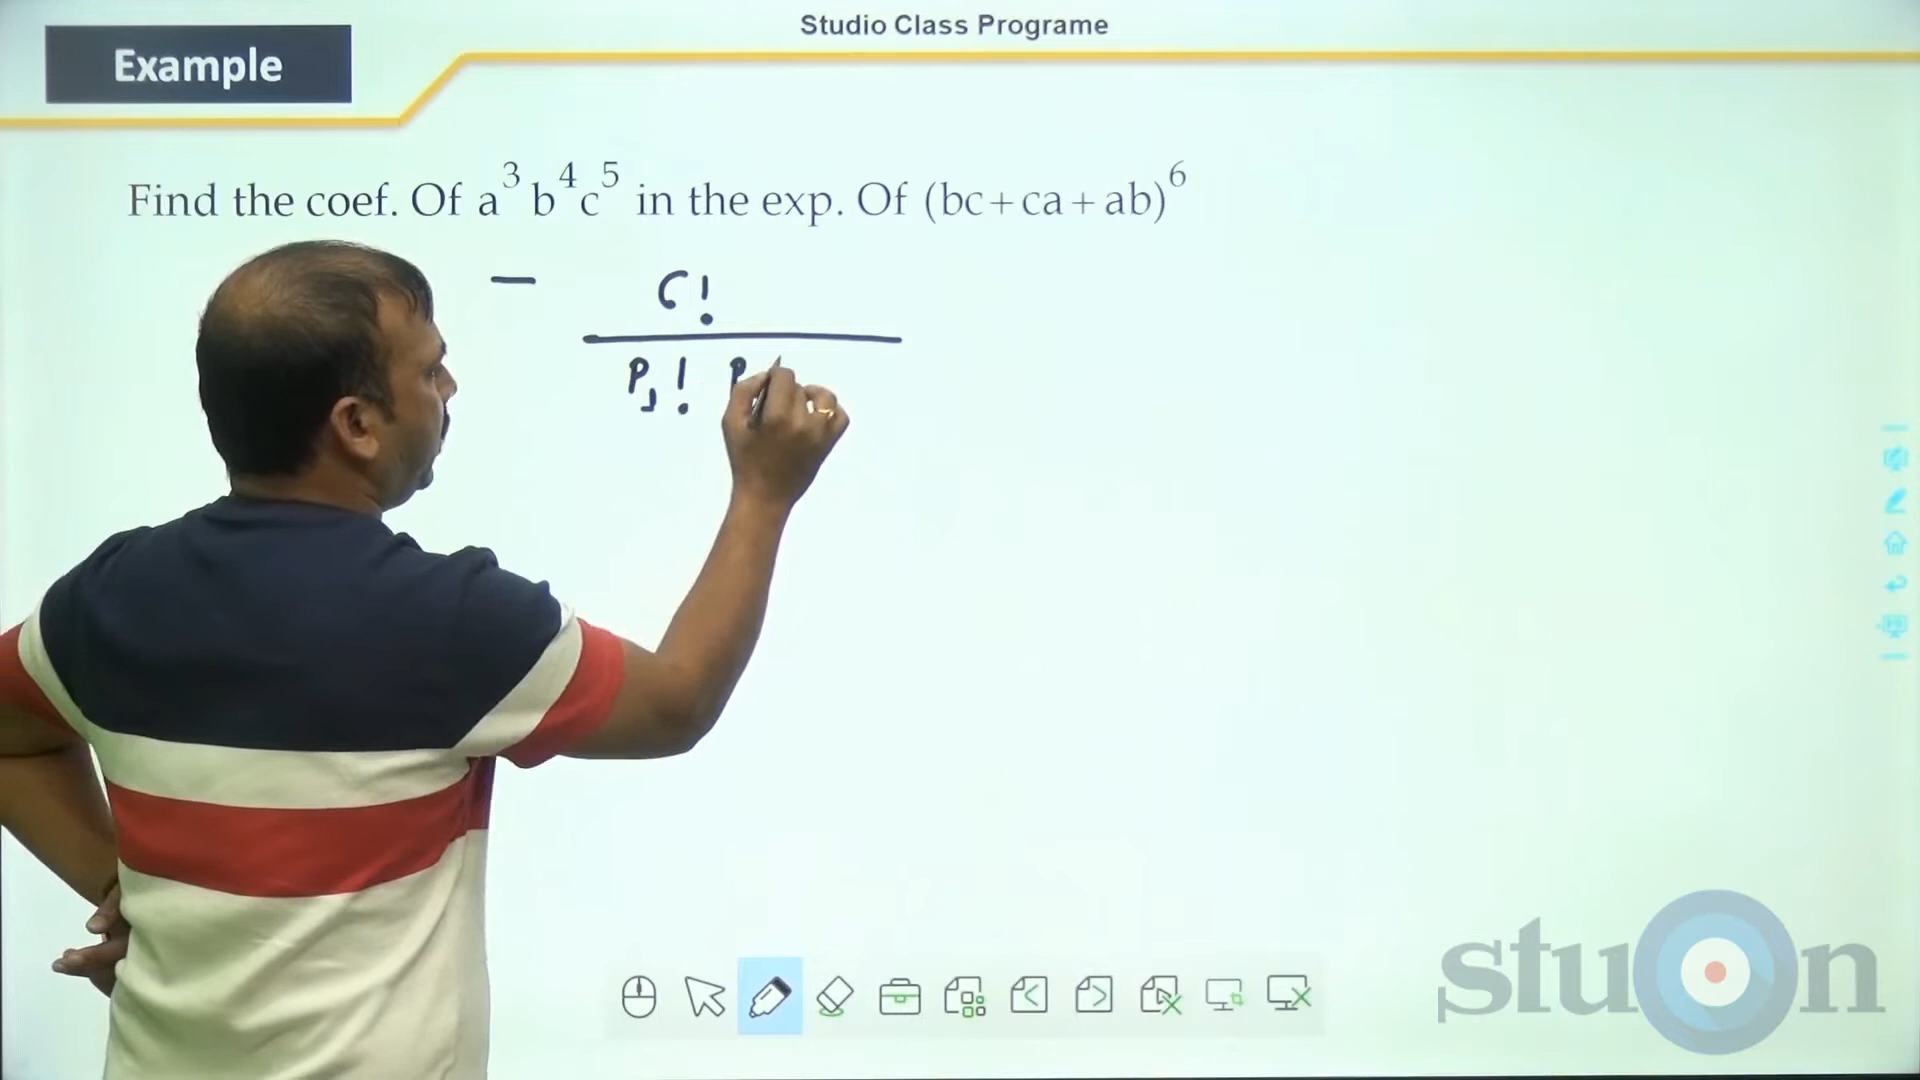 Studio Class Programe
Example
Find the coef. Of a³b⁴c⁵ in the exp. Of (bc+ca+ab)⁶
— 6!
P₁! P
stuon